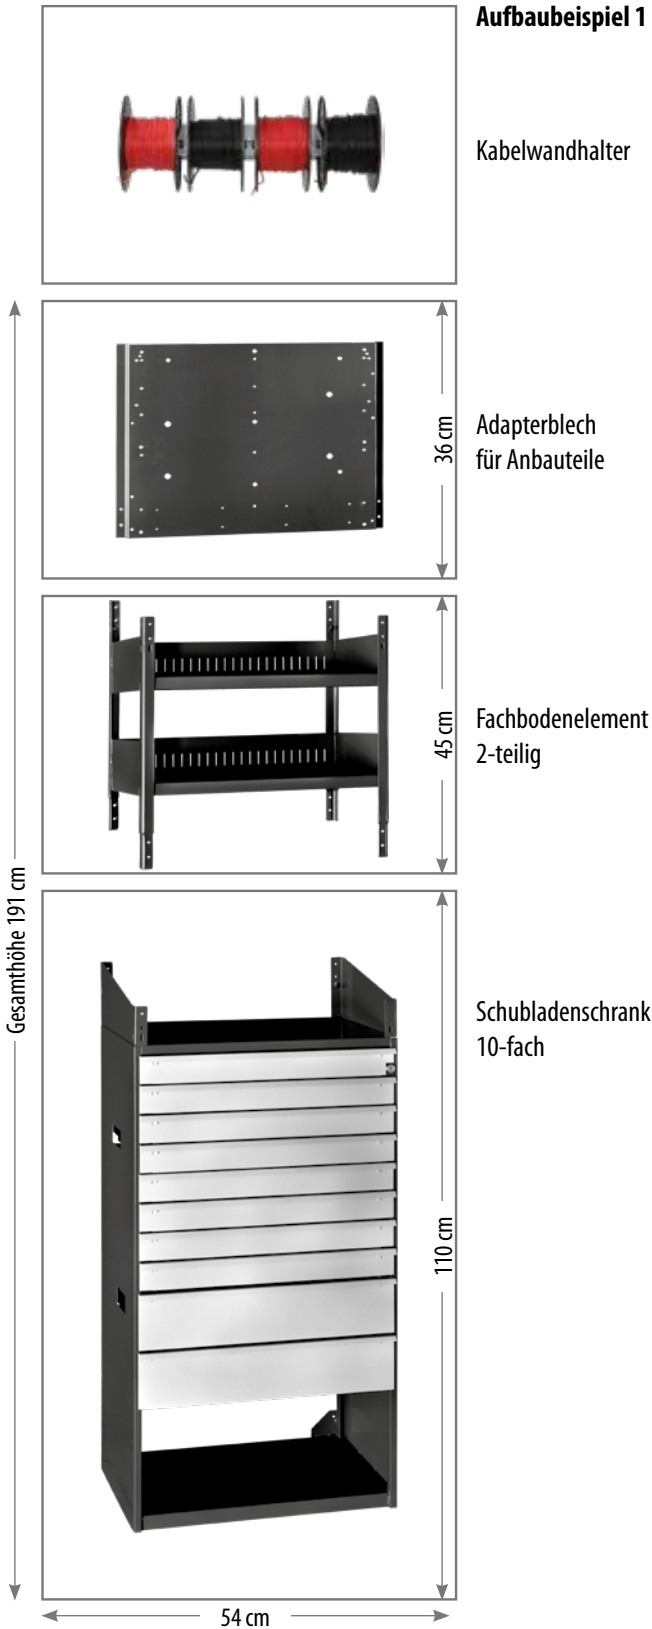 Aufbaubeispiel 1
Kabelwandhalter
Adapterblech
für Anbauteile
36 cm
Fachbodenelement
2-teilig
45 cm
Gesamthöhe 191 cm
Schubladenschrank
10-fach
110 cm
54 cm